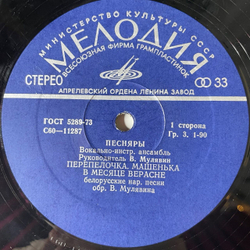 МИНИСТЕРСТВО КУЛЬТУРЫ СССР
МЕЛОДИЯ
ВСЕСОЮЗНАЯ ФИРМА ГРАМПЛАСТИНОК
СТЕРЕО
33
АПРЕЛЕВСКИЙ ОРДЕНА ЛЕНИНА ЗАВОД
ГОСТ 5289-73
С60—11287
1 сторона
Гр. 3. 1-90
ПЕСНЯРЫ
Вокально-инстр. ансамбль
Руководитель В. Мулявин
ПЕРЕПЕЛОЧКА. МАШЕНЬКА
В МЕСЯЦЕ ВЕРАСНЕ
белорусские нар. песни
обр. В. Мулявина